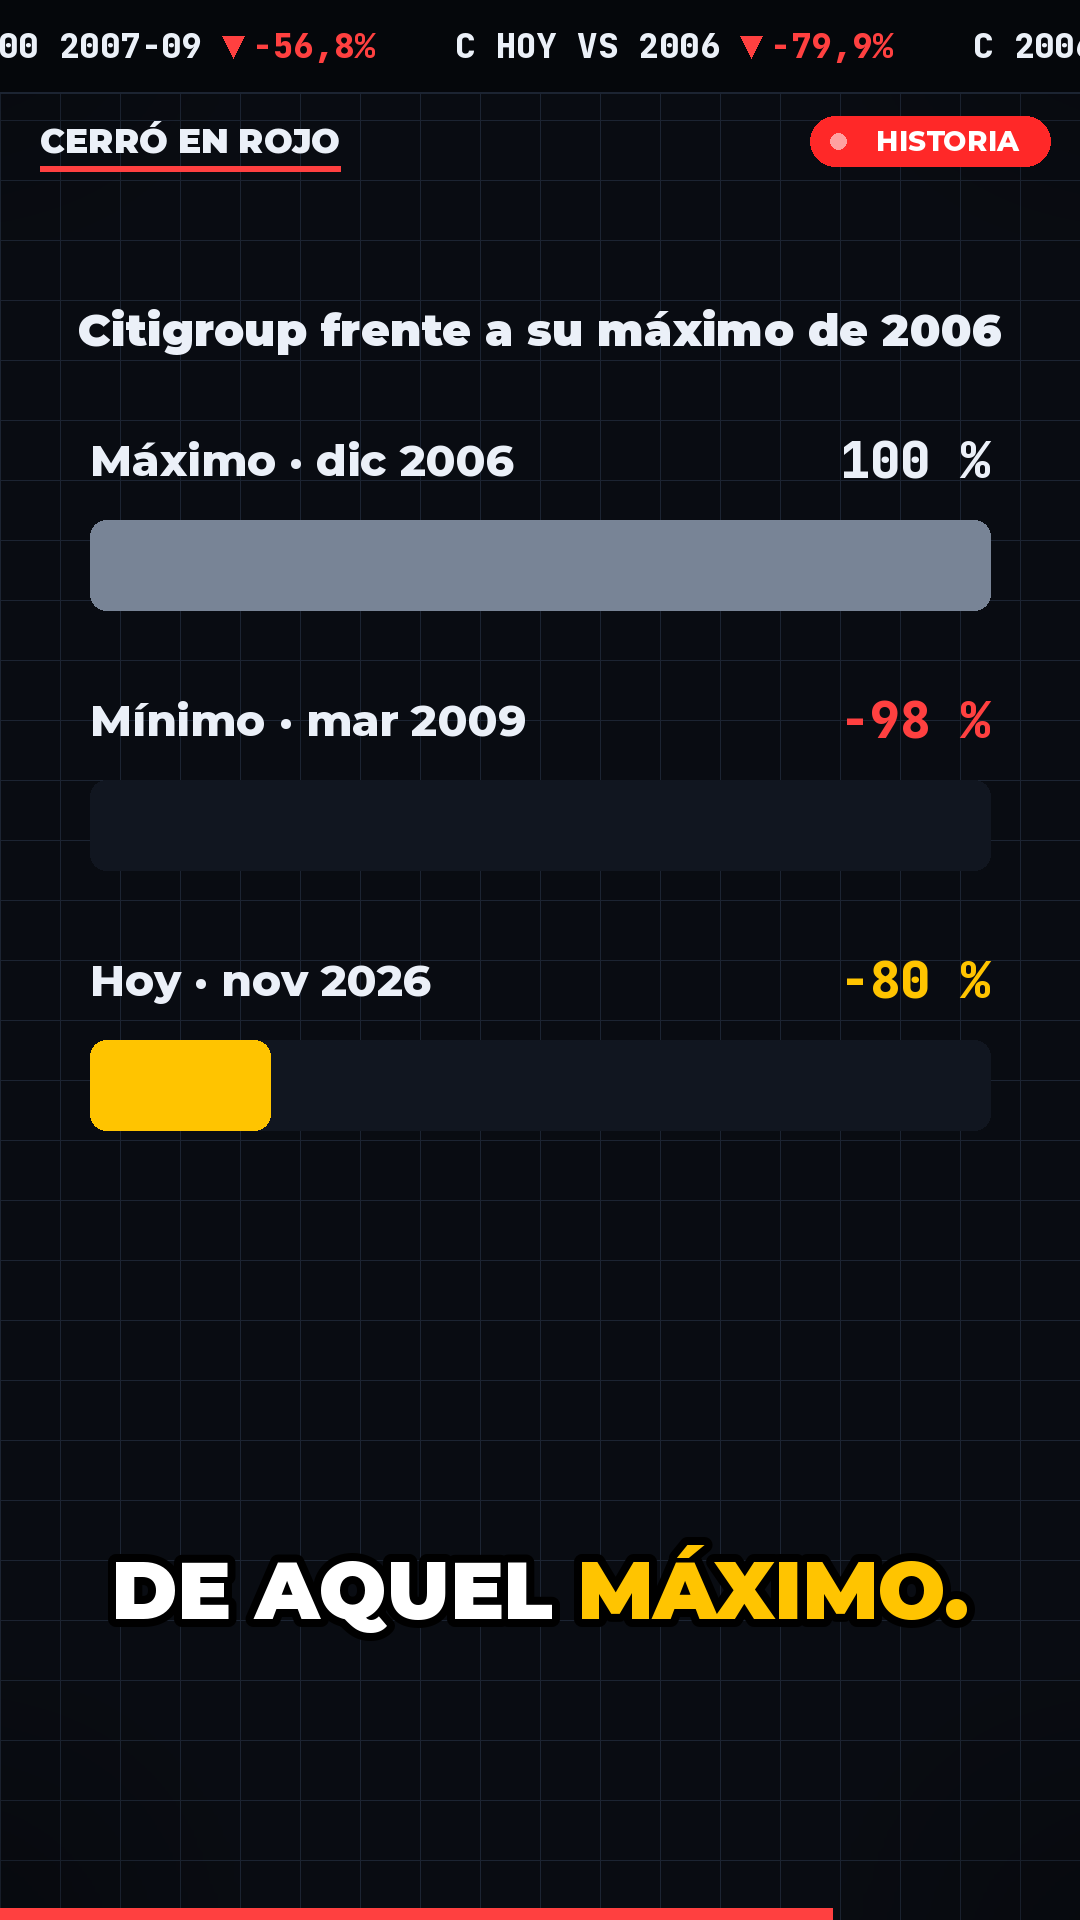 00 2007-09 ▼ -56,8% C HOY VS 2006 ▼ -79,9% C 200
CERRÓ EN ROJO
HISTORIA
Citigroup frente a su máximo de 2006
Máximo · dic 2006 100 %
Mínimo · mar 2009 -98 %
Hoy · nov 2026 -80 %
DE AQUEL MÁXIMO.